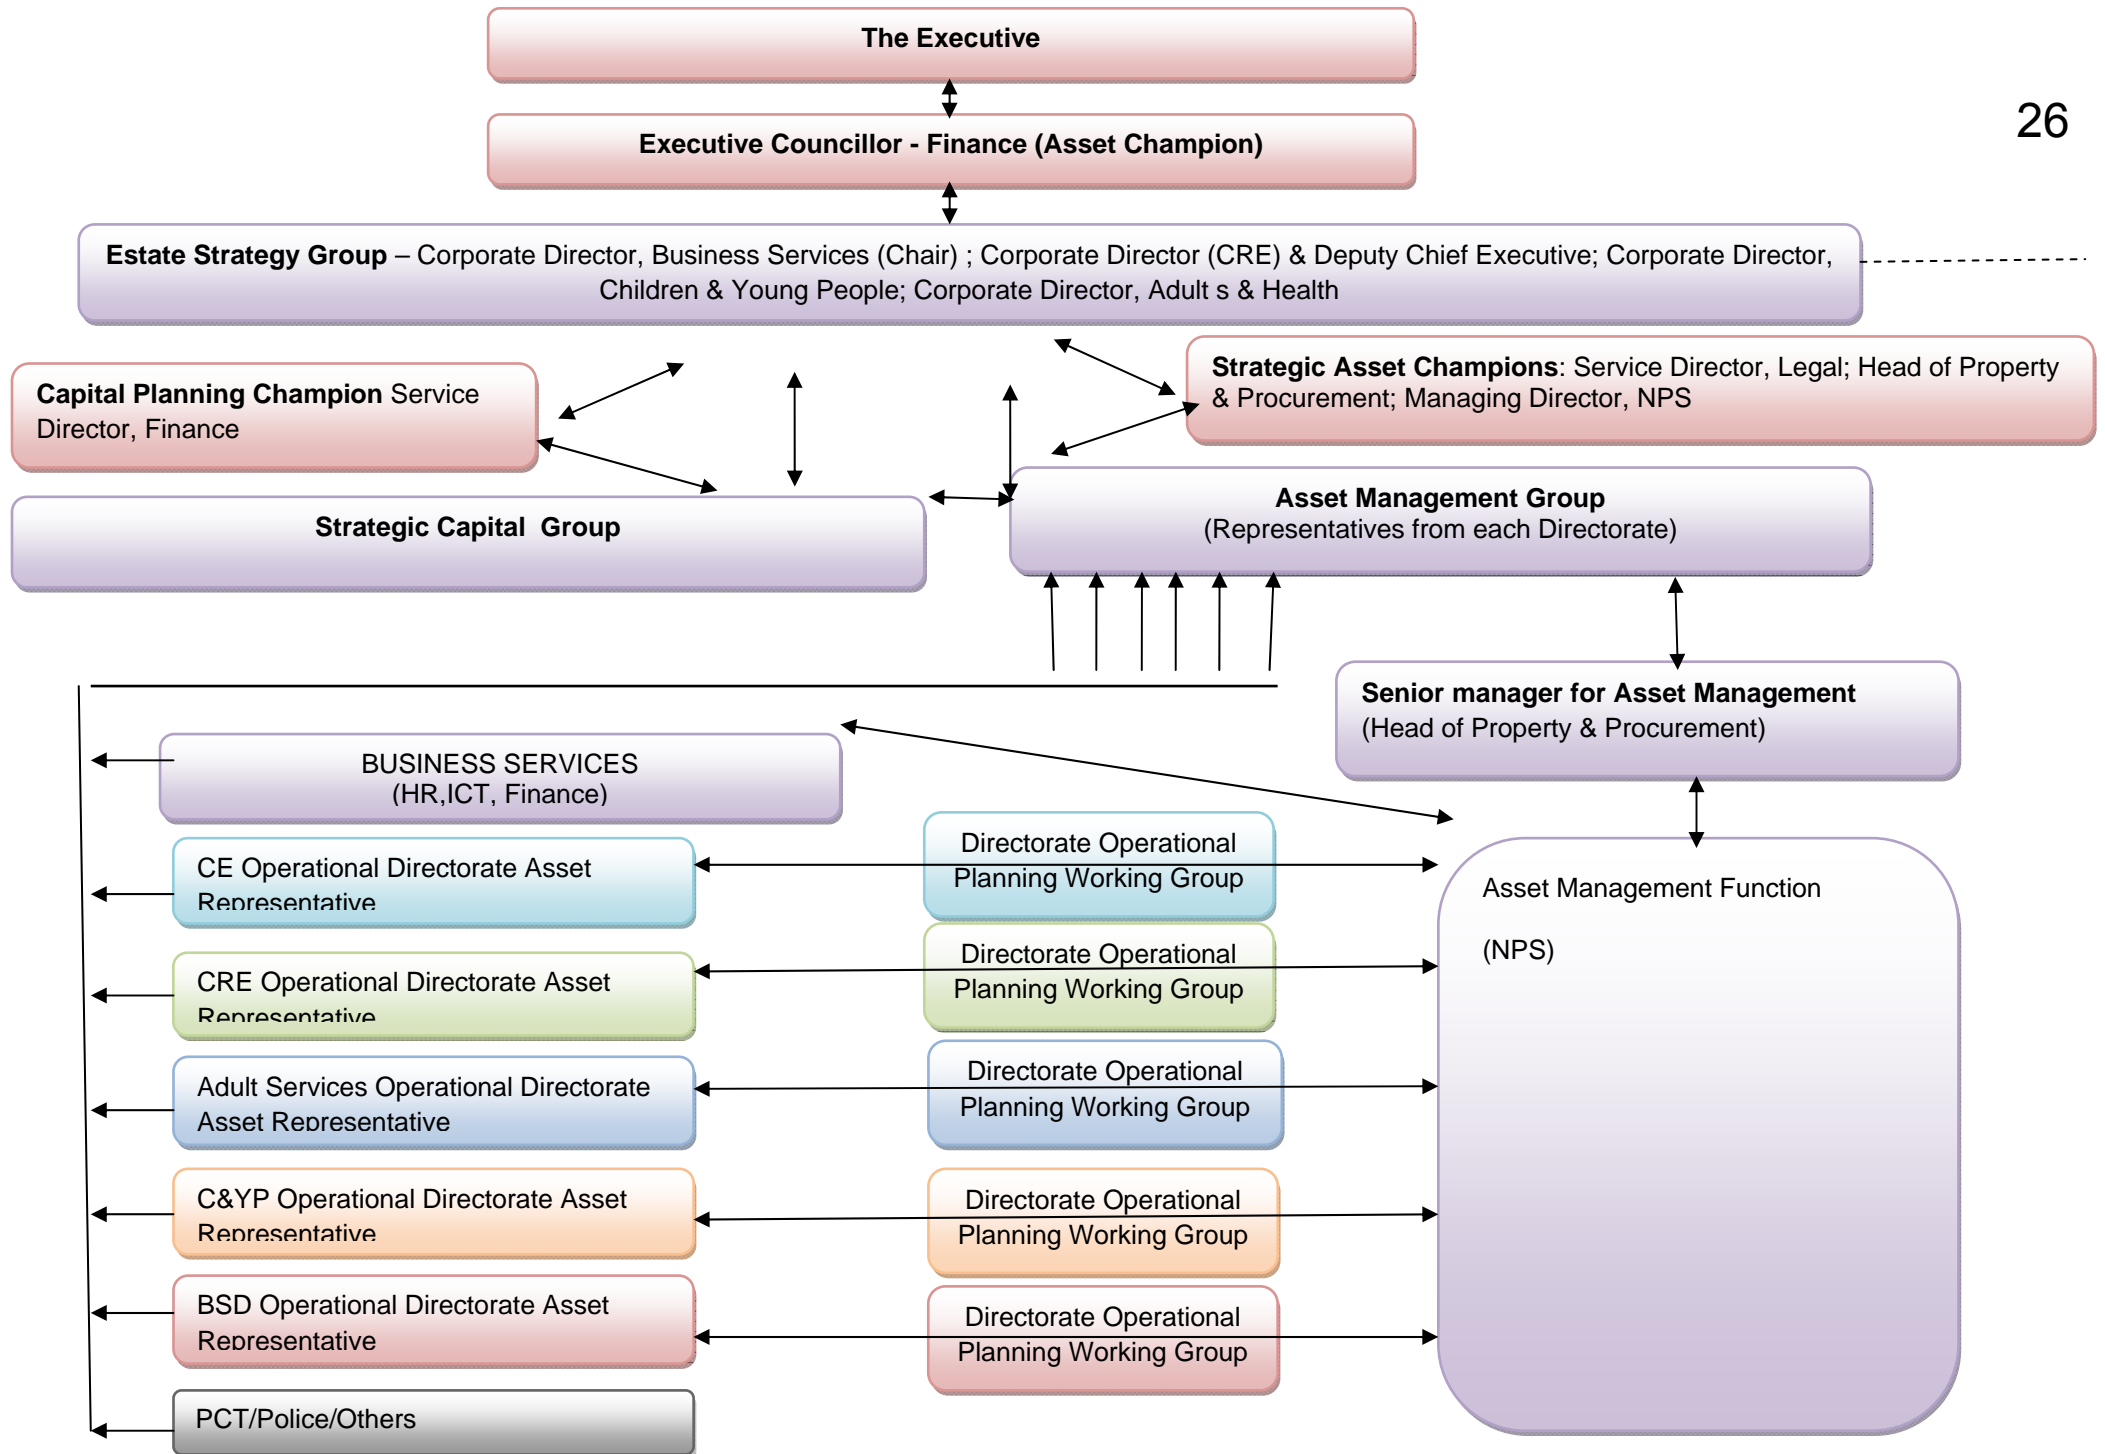 The Executive
26
Executive Councillor - Finance (Asset Champion)
Estate Strategy Group – Corporate Director, Business Services (Chair) ; Corporate Director (CRE) & Deputy Chief Executive; Corporate Director,
Children & Young People; Corporate Director, Adult s & Health
Capital Planning Champion Service
Director, Finance
Strategic Asset Champions: Service Director, Legal; Head of Property
& Procurement; Managing Director, NPS
Strategic Capital Group
Asset Management Group
(Representatives from each Directorate)
Senior manager for Asset Management
(Head of Property & Procurement)
BUSINESS SERVICES
(HR,ICT, Finance)
CE Operational Directorate Asset
Representative
Directorate Operational
Planning Working Group
Asset Management Function
(NPS)
CRE Operational Directorate Asset
Representative
Directorate Operational
Planning Working Group
Adult Services Operational Directorate
Asset Representative
Directorate Operational
Planning Working Group
C&YP Operational Directorate Asset
Representative
Directorate Operational
Planning Working Group
BSD Operational Directorate Asset
Representative
Directorate Operational
Planning Working Group
PCT/Police/Others